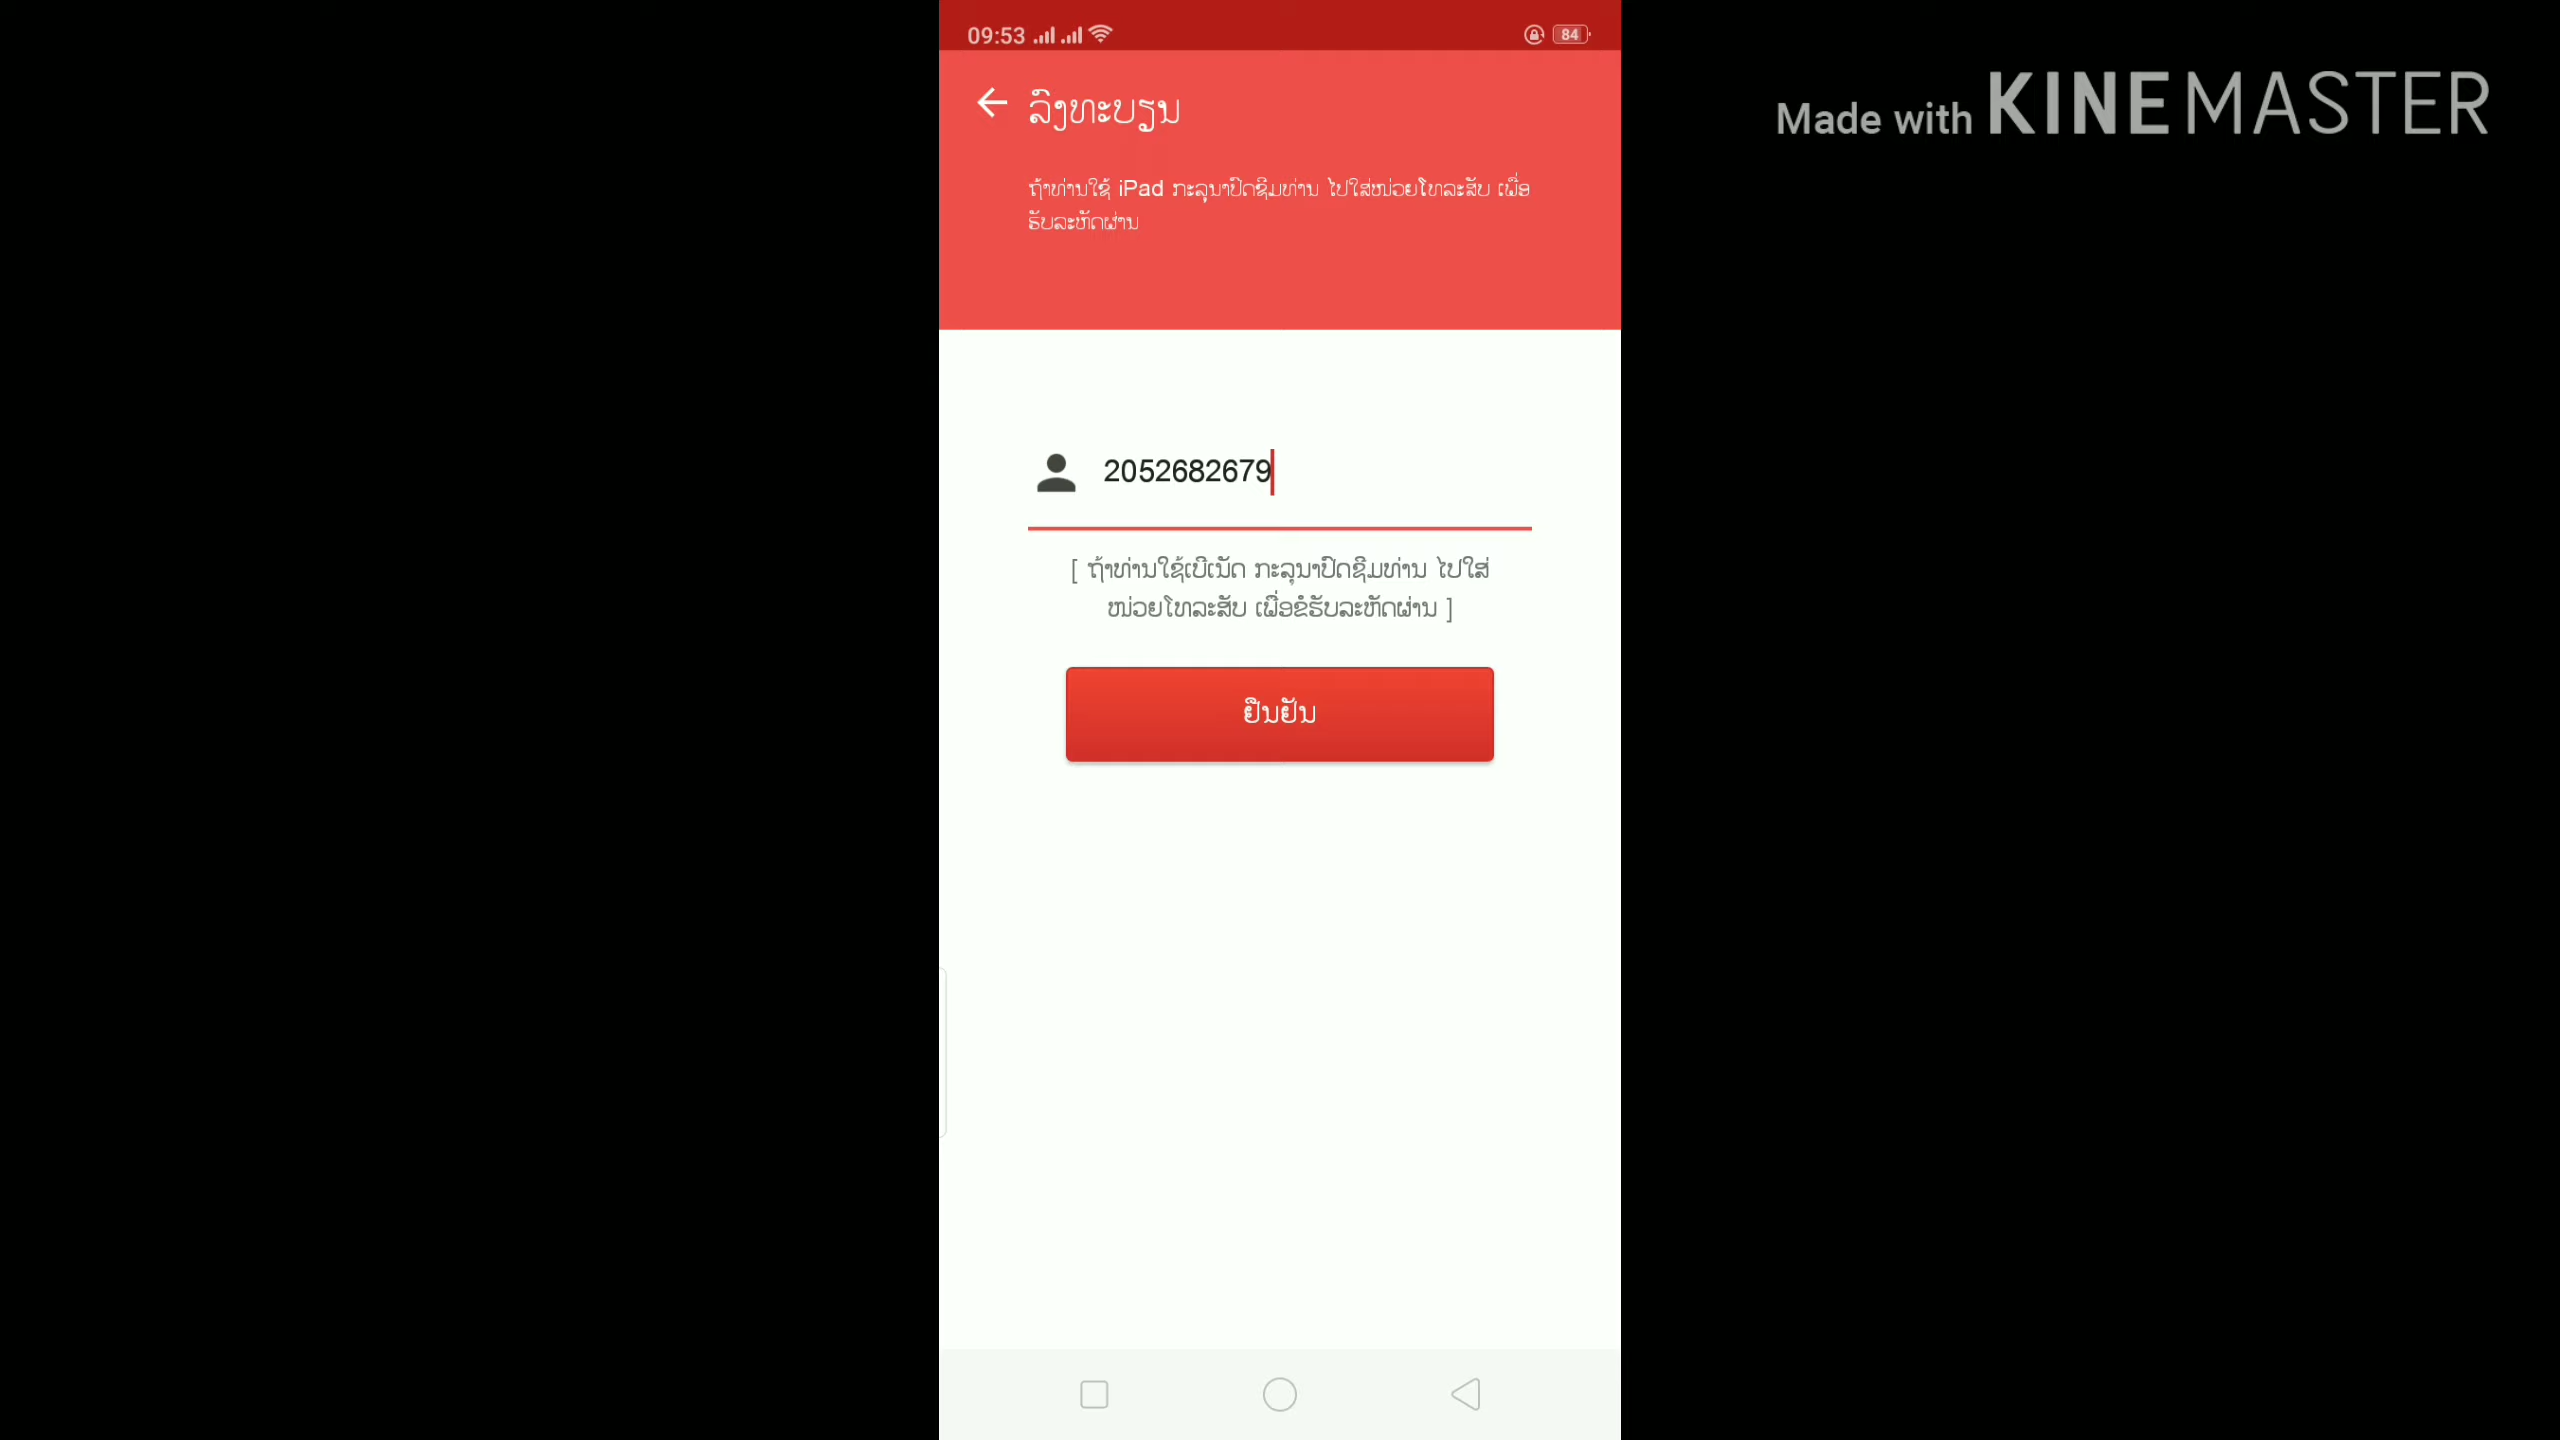 09:53
84
Made with KINEMASTER
ລົງທະບຽນ
ຖ້າທ່ານໃຊ້ iPad ກະລຸນາປົດຊີມທ່ານ ໄປໃສ່ໜ່ວຍໂທລະສັບ ເພື່ອ
ຮັບລະຫັດຜ່ານ
2052682679
[ ຖ້າທ່ານໃຊ້ເບີເນັດ ກະລຸນາປົດຊີມທ່ານ ໄປໃສ່
ໜ່ວຍໂທລະສັບ ເພື່ອຂໍຮັບລະຫັດຜ່ານ ]
ຢືນຢັນ